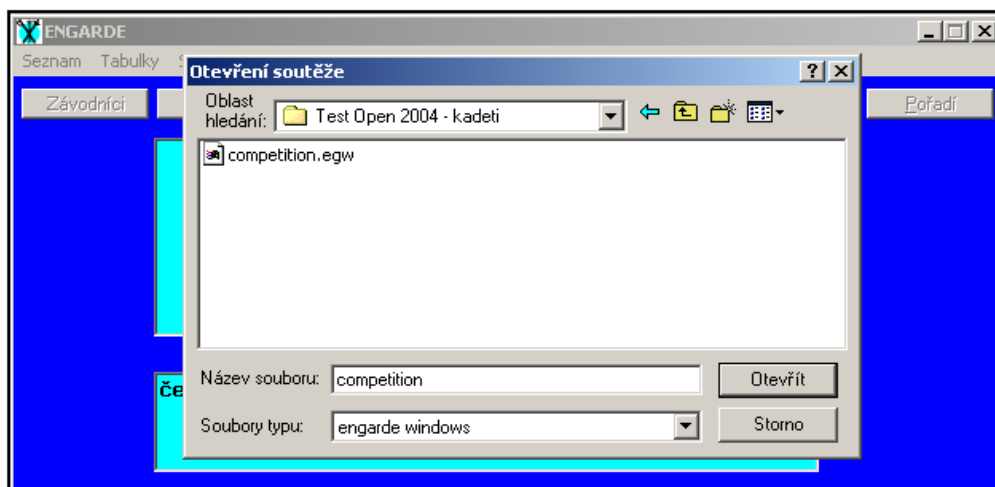 ENGARDE
Seznam Tabulky
Otevření soutěže
Závodníci
Pořadí
Oblast
hledání: Test Open 2004 - kadeti
competition.egw
Název souboru: competition Otevřít
če
Soubory typu: engarde windows Storno